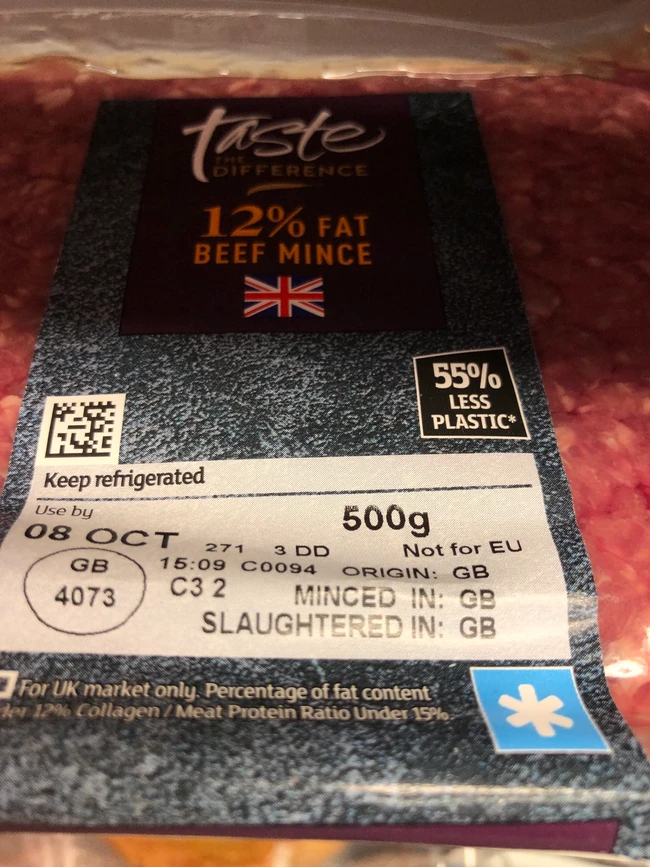 taste
THE
DIFFERENCE
12% FAT
BEEF MINCE
55%
LESS
PLASTIC*
Keep refrigerated
Use by
500g
08 OCT 271 3 DD Not for EU
GB 15:09 C0094 ORIGIN: GB
4073 C3 2 MINCED IN: GB
SLAUGHTERED IN: GB
For UK market only. Percentage of fat content
12% Collagen / Meat Protein Ratio Under 15%.